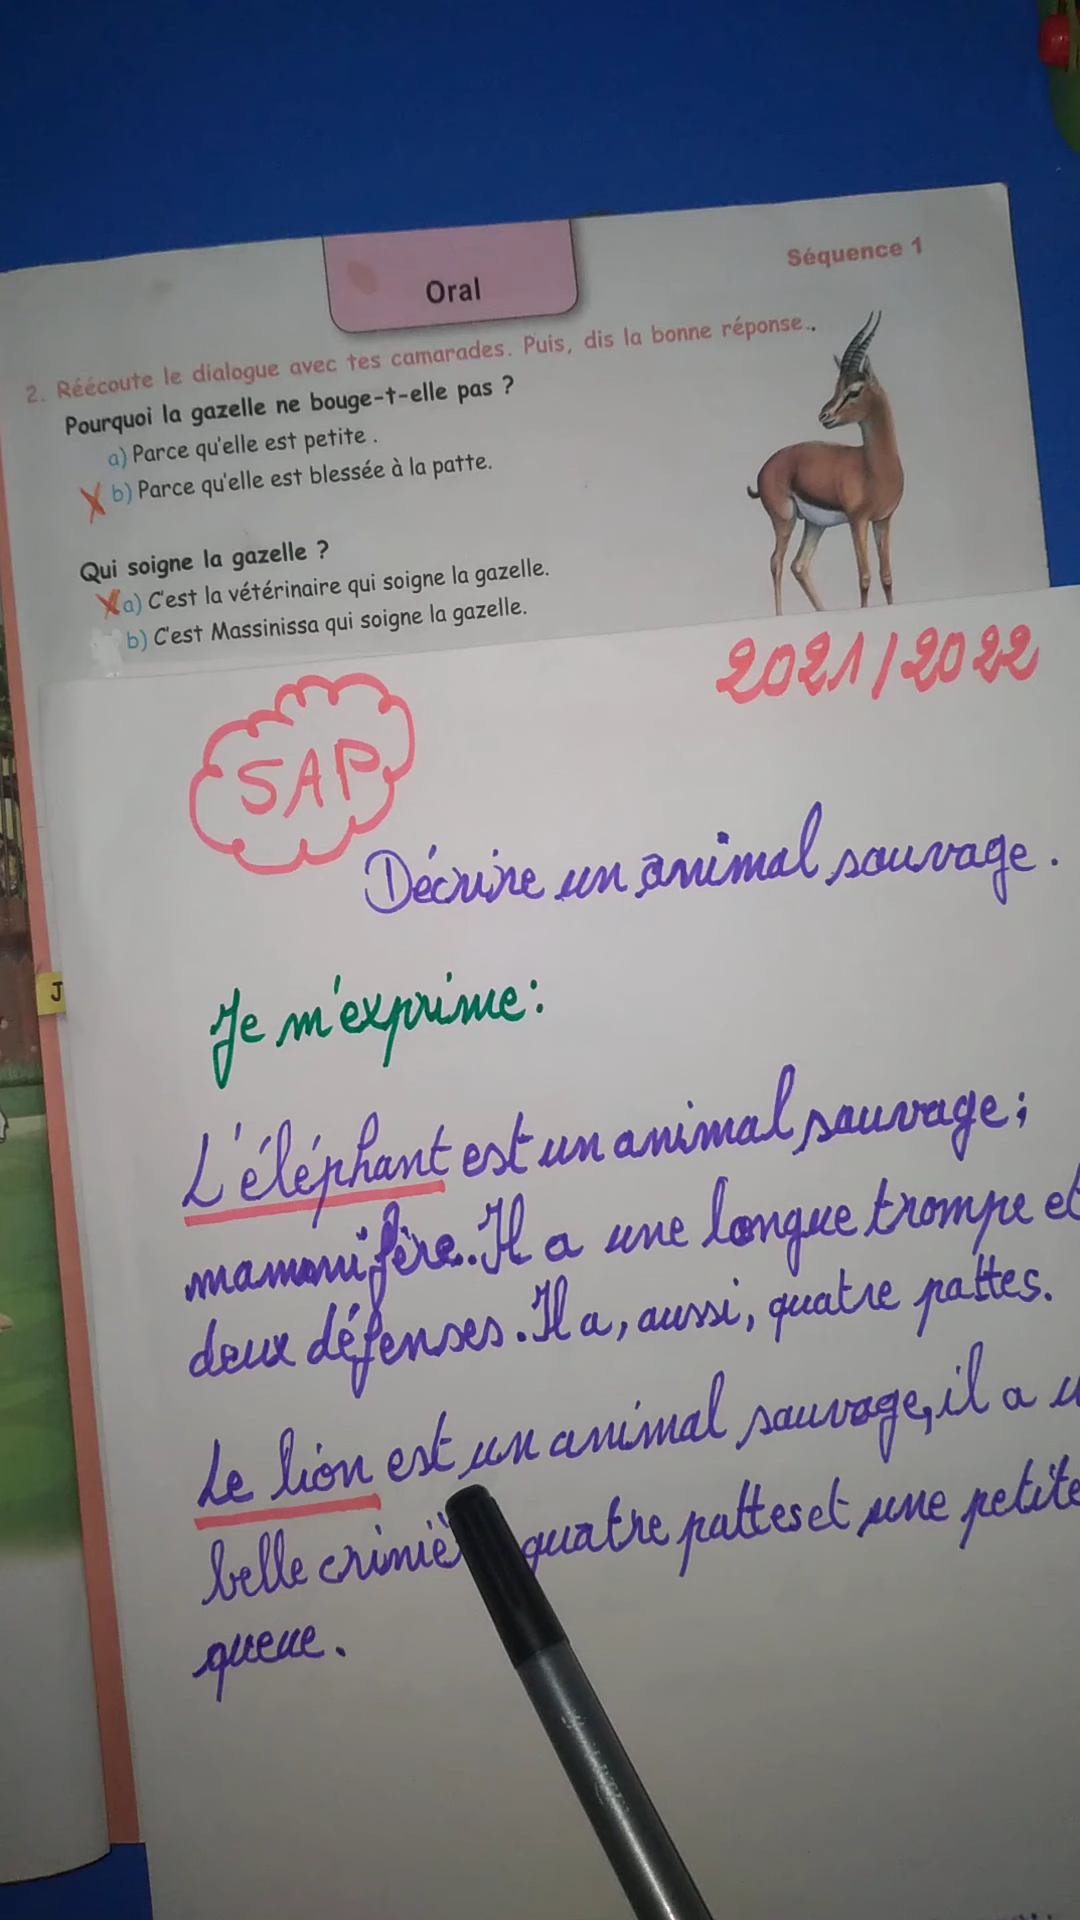 Oral
Séquence 1
2. Réécoute le dialogue avec tes camarades. Puis, dis la bonne réponse..
Pourquoi la gazelle ne bouge-t-elle pas ?
a) Parce qu'elle est petite .
X b) Parce qu'elle est blessée à la patte.
Qui soigne la gazelle ?
X a) C'est la vétérinaire qui soigne la gazelle.
b) C'est Massinissa qui soigne la gazelle.
2021/2022
SAP
Décrire un animal sauvage.
J
Je m'exprime:
L'éléphant est un animal sauvage;
mammifère. Il a une longue trompe et
deux défenses. Il a, aussi, quatre pattes.
Le lion est un animal sauvage, il a
belle quatre pattes et une petite
queue.